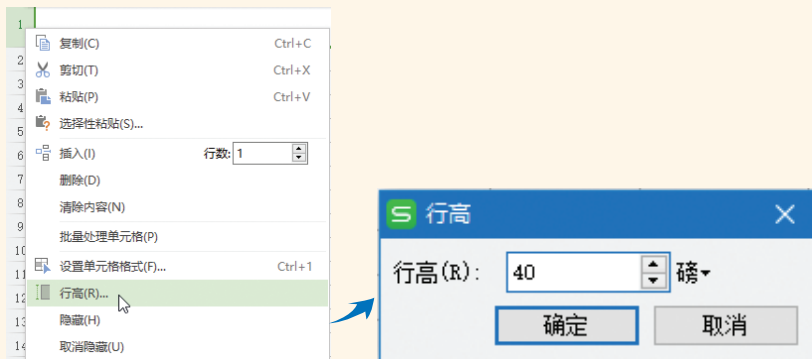 1
复制(C) Ctrl+C
2
剪切(T) Ctrl+X
3
粘贴(P) Ctrl+V
4
选择性粘贴(S)...
5
插入(I) 行数: 1
6
7
删除(D)
8
清除内容(N)
9
批量处理单元格(P)
10
设置单元格格式(F)... Ctrl+1
11
行高(R)...
12
隐藏(H)
13
取消隐藏(U)
14
行高
行高(R): 40 磅
确定 取消